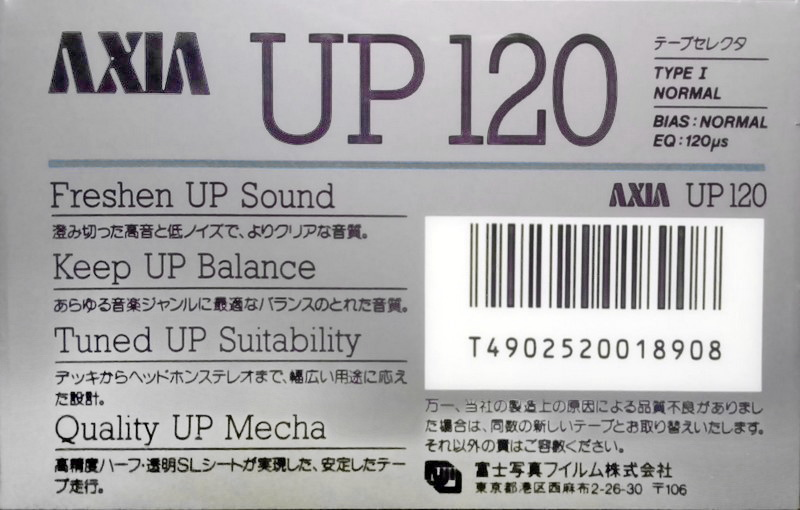 AXIA UP 120
テープセレクタ
TYPE I
NORMAL
BIAS : NORMAL
EQ : 120μs
Freshen UP Sound
澄み切った高音と低ノイズで、よりクリアな音質。
Keep UP Balance
あらゆる音楽ジャンルに最適なバランスのとれた音質。
Tuned UP Suitability
デッキからヘッドホンステレオまで、幅広い用途に応え
た設計。
Quality UP Mecha
高精度ハーフ・透明SLシートが実現した、安定したテー
プ走行。
AXIA UP 120
T4902520018908
万一、当社の製造上の原因による品質不良がありまし
た場合は、同数の新しいテープとお取り替えいたします。
それ以外の責はご容赦ください。
富士写真フイルム株式会社
東京都港区西麻布2-26-30 〒106